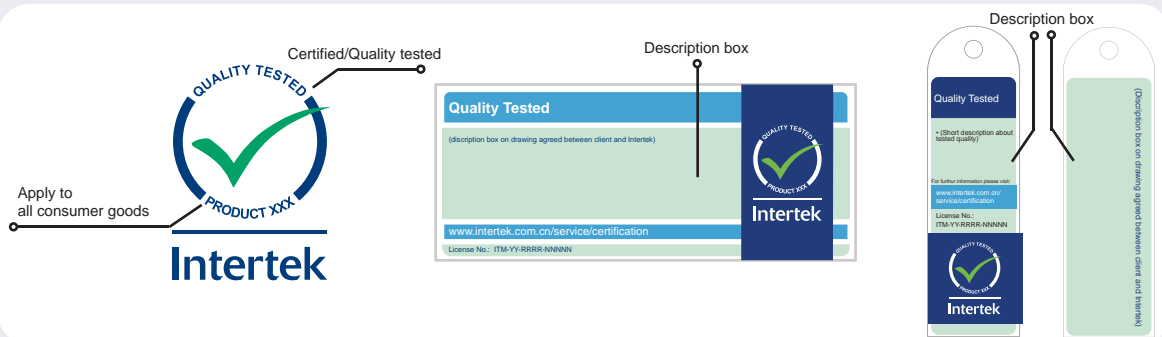 Certified/Quality tested
QUALITY TESTED
PRODUCT XXX
Apply to
all consumer goods
Intertek
Description box
Quality Tested
(discription box on drawing agreed between client and Intertek)
www.intertek.com.cn/service/certification
License No.: ITM-YY-RRRR-NNNNN
QUALITY TESTED
PRODUCT XXX
Intertek
Description box
Quality Tested
• (Short description about
tested quality)
For further information please visit:
www.intertek.com.cn/
service/certification
License No.:
ITM-YY-RRRR-NNNNN
QUALITY TESTED
PRODUCT XXX
Intertek
(Discription box on drawing agreed between client and Intertek)